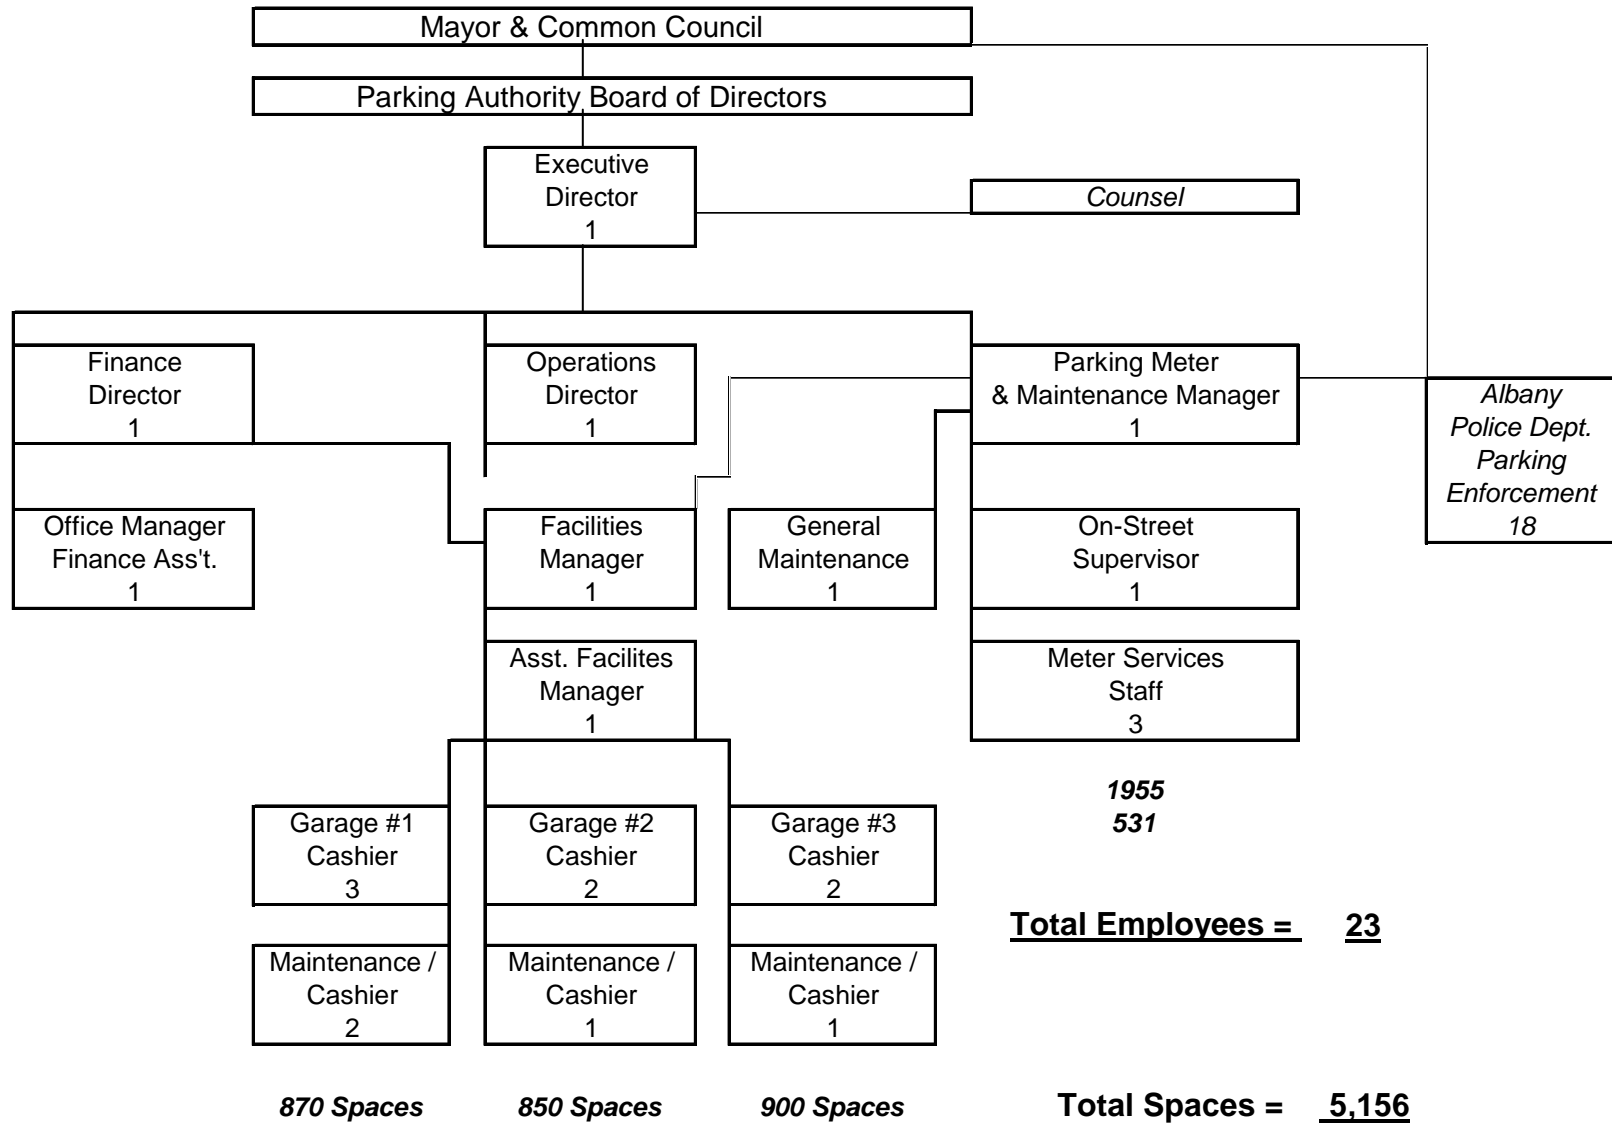 Mayor & Common Council
Parking Authority Board of Directors
Executive
Director
1
Counsel
Finance
Director
1
Operations
Director
1
Parking Meter
& Maintenance Manager
1
Albany
Police Dept.
Parking
Enforcement
18
Office Manager
Finance Ass't.
1
Facilities
Manager
1
General
Maintenance
1
On-Street
Supervisor
1
Asst. Facilites
Manager
1
Meter Services
Staff
3
1955
531
Garage #1
Cashier
3
Garage #2
Cashier
2
Garage #3
Cashier
2
Total Employees = 23
Maintenance /
Cashier
2
Maintenance /
Cashier
1
Maintenance /
Cashier
1
870 Spaces
850 Spaces
900 Spaces
Total Spaces = 5,156